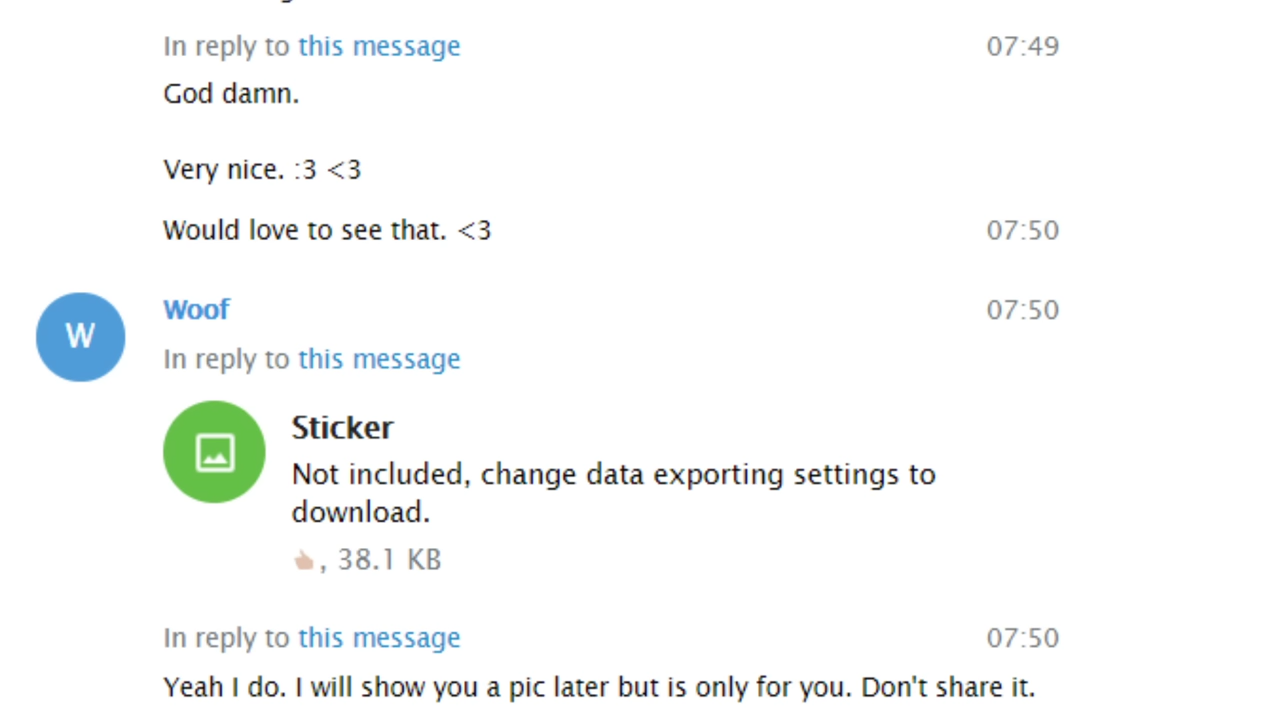 In reply to this message 07:49
God damn.
Very nice. :3 <3
Would love to see that. <3 07:50
Woof 07:50
W
In reply to this message
Sticker
Not included, change data exporting settings to
download.
, 38.1 KB
In reply to this message 07:50
Yeah I do. I will show you a pic later but is only for you. Don't share it.